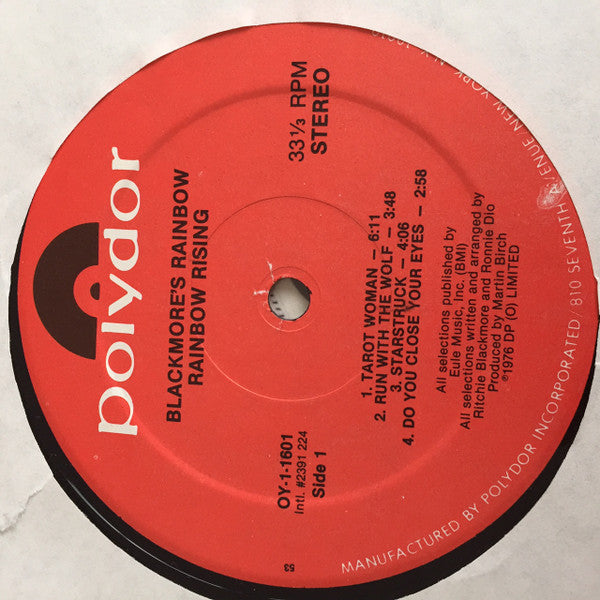 polydor
BLACKMORE'S RAINBOW
RAINBOW RISING
OY-1-1601
Intl. #2391 224
Side 1
33⅓ RPM
STEREO
1. TAROT WOMAN – 6:11
2. RUN WITH THE WOLF – 3:48
3. STARSTRUCK – 4:06
4. DO YOU CLOSE YOUR EYES – 2:58
All selections published by
Eule Music, Inc. (BMI)
All selections written and arranged by
Ritchie Blackmore and Ronnie Dio
Produced by Martin Birch
℗1976 DP (O) LIMITED
53
MANUFACTURED BY POLYDOR INCORPORATED / 810 SEVENTH AVENUE/NEW YORK, N.Y. 10019